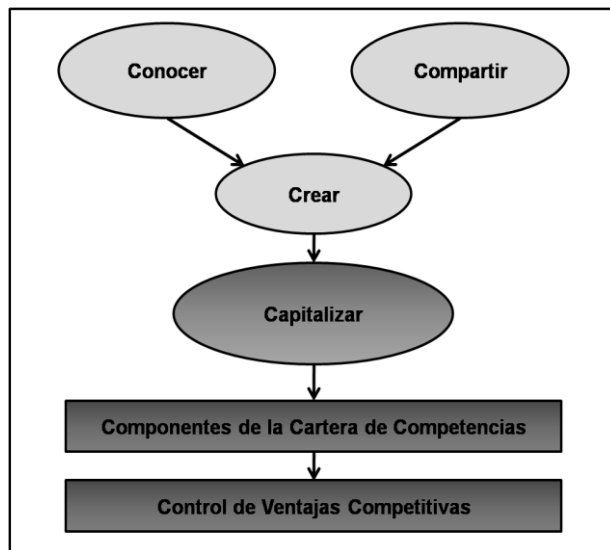 Conocer
Compartir
Crear
Capitalizar
Componentes de la Cartera de Competencias
Control de Ventajas Competitivas